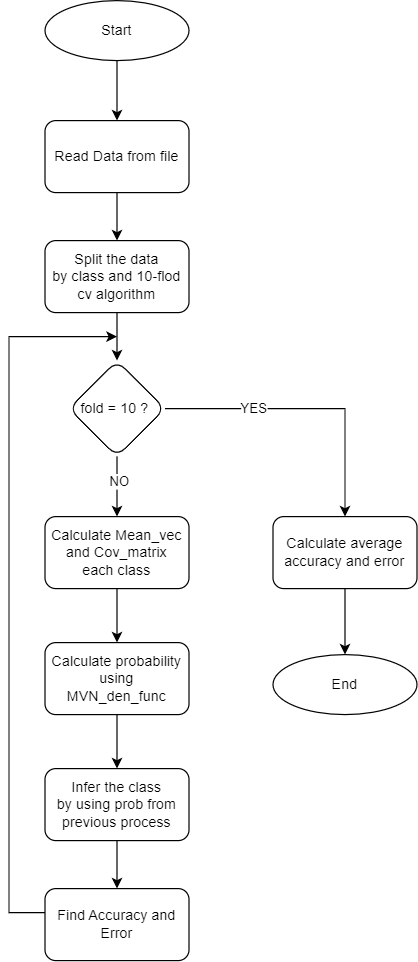 Start
Read Data from file
Split the data
by class and 10-flod
cv algorithm
fold = 10 ?
YES
NO
Calculate Mean_vec
and Cov_matrix
each class
Calculate average
accuracy and error
Calculate probability
using
MVN_den_func
End
Infer the class
by using prob from
previous process
Find Accuracy and
Error